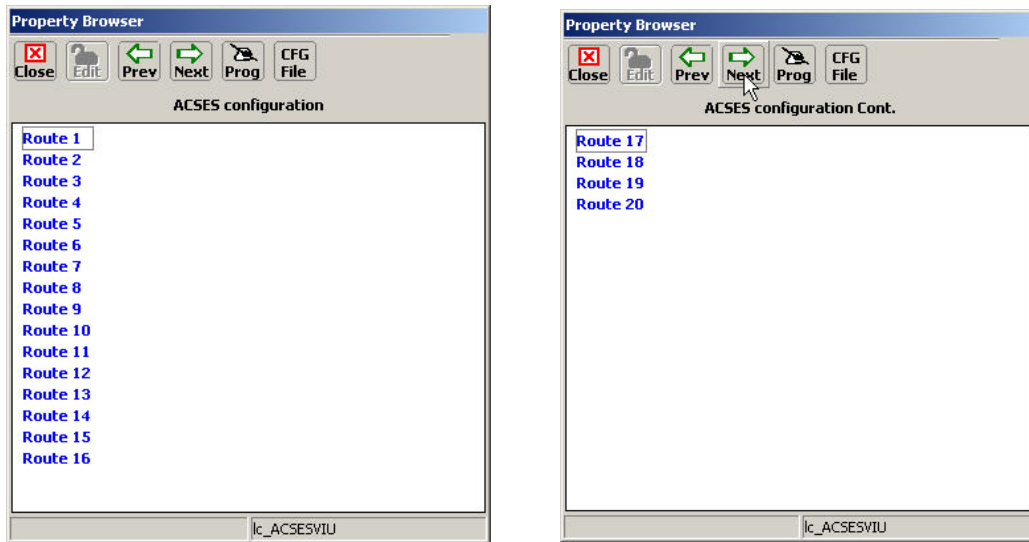 Property Browser
Close Edit Prev Next Prog CFG File
ACSES configuration
Route 1
Route 2
Route 3
Route 4
Route 5
Route 6
Route 7
Route 8
Route 9
Route 10
Route 11
Route 12
Route 13
Route 14
Route 15
Route 16
lc_ACSESVIU
Property Browser
Close Edit Prev Next Prog CFG File
ACSES configuration Cont.
Route 17
Route 18
Route 19
Route 20
lc_ACSESVIU